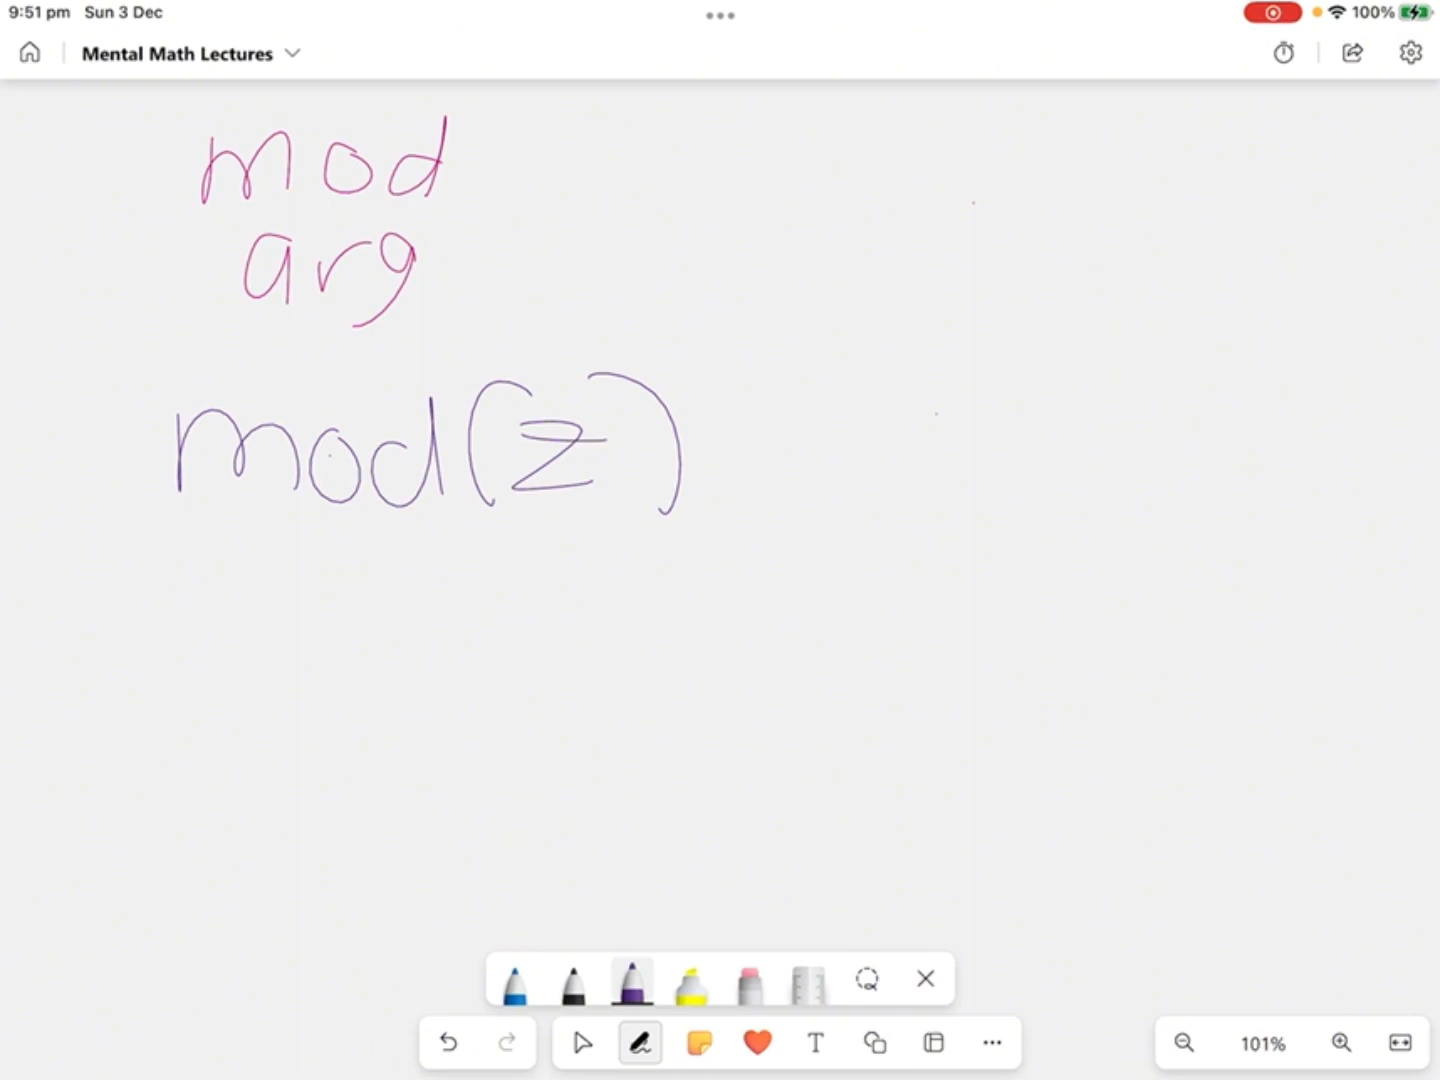 9:51 pm Sun 3 Dec 100%
Mental Math Lectures
mod
arg
mod(z)
T
101%